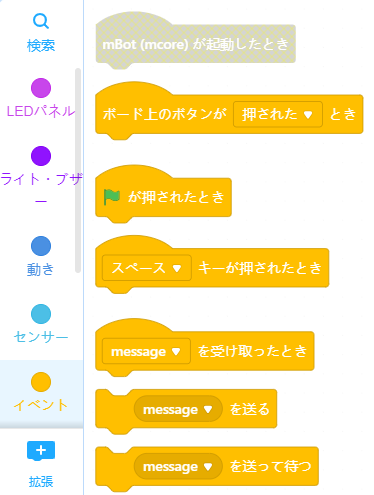 検索
LEDパネル
ライト・ブザ
ー
動き
センサー
イベント
拡張
mBot (mcore) が起動したとき
ボード上のボタンが 押された とき
が押されたとき
スペース キーが押されたとき
message を受け取ったとき
message を送る
message を送って待つ